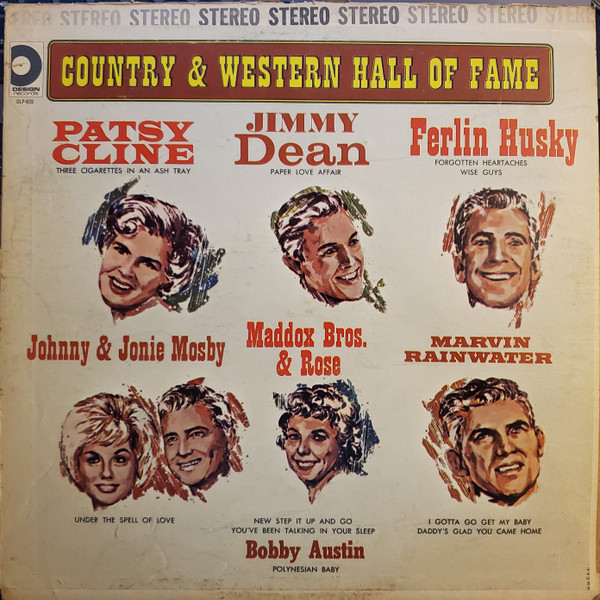 STEREO STEREO STEREO STEREO STEREO STEREO STEREO STEREO
DESIGN
records
COUNTRY & WESTERN HALL OF FAME
PATSY
CLINE
THREE CIGARETTES IN AN ASH TRAY
JIMMY
Dean
PAPER LOVE AFFAIR
Ferlin Husky
FORGOTTEN HEARTACHES
WISE GUYS
Johnny & Jonie Mosby
UNDER THE SPELL OF LOVE
Maddox Bros.
& Rose
NEW STEP IT UP AND GO
YOU'VE BEEN TALKING IN YOUR SLEEP
MARVIN
RAINWATER
I GOTTA GO GET MY BABY
DADDY'S GLAD YOU CAME HOME
Bobby Austin
POLYNESIAN BABY